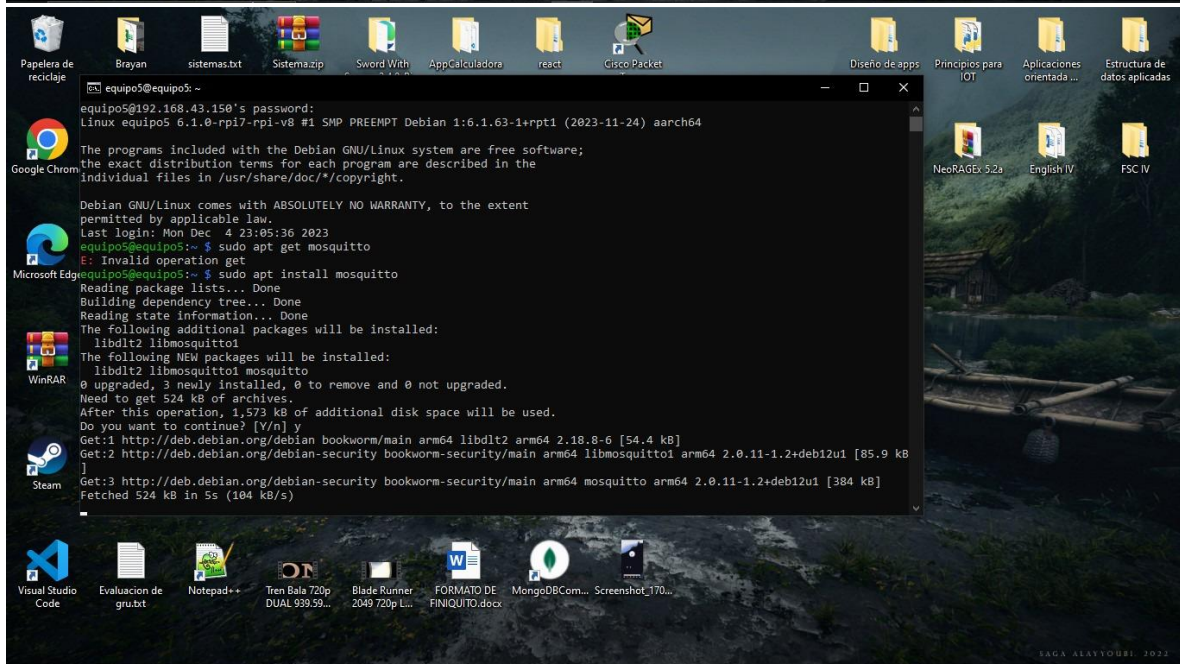 Papelera de
reciclaje
Brayan
sistemas.txt
Sistema.zip
Sword With
AppCalculadora
react
Cisco Packet
Diseño de apps
Principios para
IOT
Aplicaciones
orientada ...
Estructura de
datos aplicadas
equipo5@equipo5: ~
equipo5@192.168.43.150's password:
Linux equipo5 6.1.0-rpi7-rpi-v8 #1 SMP PREEMPT Debian 1:6.1.63-1+rpt1 (2023-11-24) aarch64
The programs included with the Debian GNU/Linux system are free software;
the exact distribution terms for each program are described in the
individual files in /usr/share/doc/*/copyright.
Debian GNU/Linux comes with ABSOLUTELY NO WARRANTY, to the extent
permitted by applicable law.
Last login: Mon Dec  4 23:05:36 2023
equipo5@equipo5:~ $ sudo apt get mosquitto
E: Invalid operation get
equipo5@equipo5:~ $ sudo apt install mosquitto
Reading package lists... Done
Building dependency tree... Done
Reading state information... Done
The following additional packages will be installed:
  libdlt2 libmosquitto1
The following NEW packages will be installed:
  libdlt2 libmosquitto1 mosquitto
0 upgraded, 3 newly installed, 0 to remove and 0 not upgraded.
Need to get 524 kB of archives.
After this operation, 1,573 kB of additional disk space will be used.
Do you want to continue? [Y/n] y
Get:1 http://deb.debian.org/debian bookworm/main arm64 libdlt2 arm64 2.18.8-6 [54.4 kB]
Get:2 http://deb.debian.org/debian-security bookworm-security/main arm64 libmosquitto1 arm64 2.0.11-1.2+deb12u1 [85.9 kB
]
Get:3 http://deb.debian.org/debian-security bookworm-security/main arm64 mosquitto arm64 2.0.11-1.2+deb12u1 [384 kB]
Fetched 524 kB in 5s (104 kB/s)
Google Chrom
Microsoft Edge
WinRAR
Steam
NeoRAGEx 5.2a
English IV
FSC IV
Visual Studio
Code
Evaluacion de
gru.txt
Notepad++
Tren Bala 720p
DUAL 939.59...
Blade Runner
2049 720p L...
FORMATO DE
FINIQUITO.docx
MongoDBCom...
Screenshot_170...
SAGA ALAYYOUBI. 2022